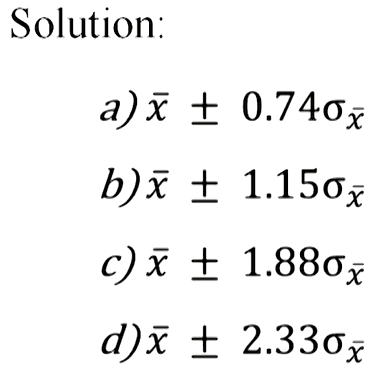 Solution:
a) x̄ ± 0.74σx̄
b) x̄ ± 1.15σx̄
c) x̄ ± 1.88σx̄
d) x̄ ± 2.33σx̄